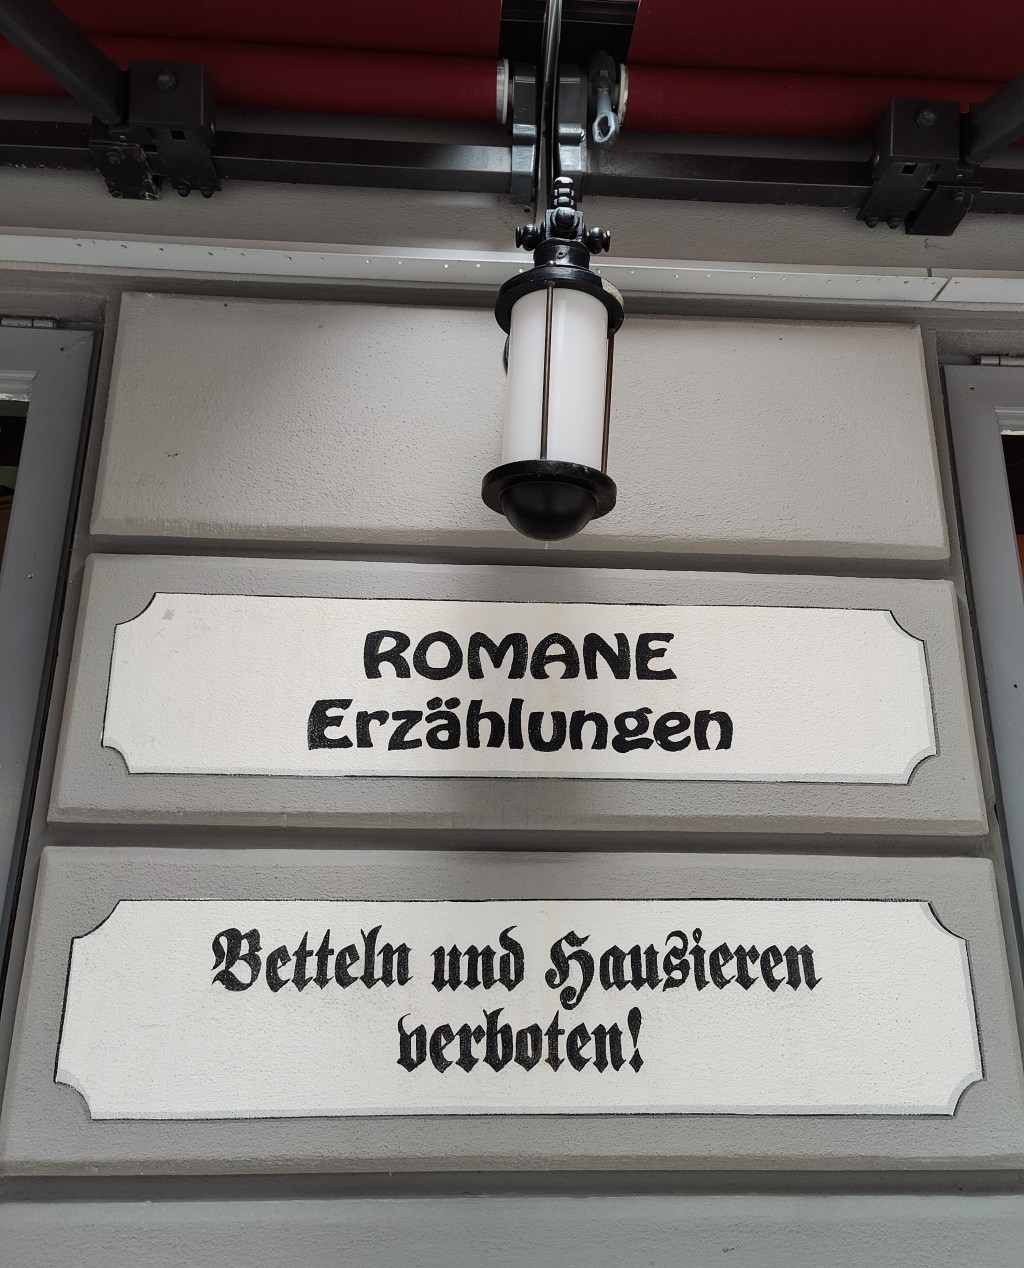 ROMANE
Erzählungen
Betteln und Hausieren
verboten!